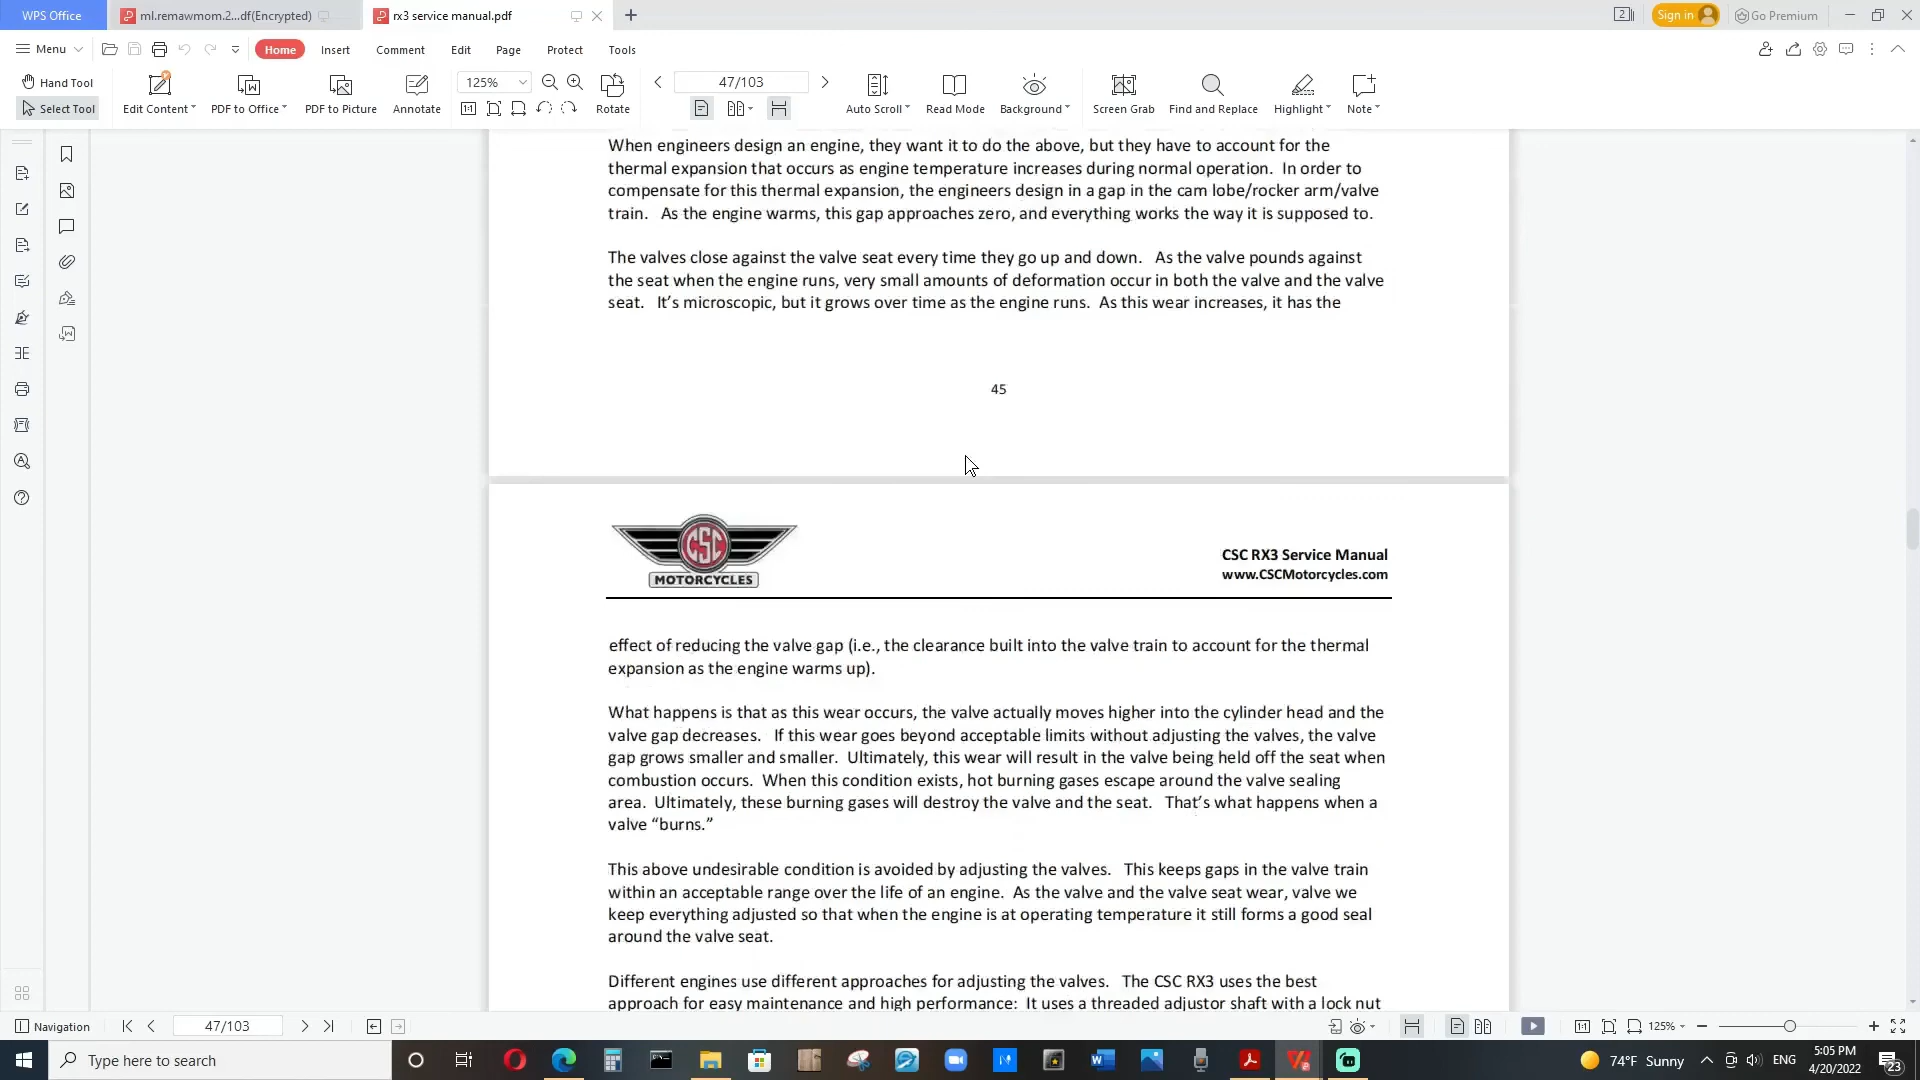 WPS Office
ml.remawmom.2...df(Encrypted)
rx3 service manual.pdf
2
Sign in
Go Premium
Menu
Home
Insert
Comment
Edit
Page
Protect
Tools
Hand Tool
Select Tool
Edit Content
PDF to Office
PDF to Picture
Annotate
125%
Rotate
47/103
Auto Scroll
Read Mode
Background
Screen Grab
Find and Replace
Highlight
Note
When engineers design an engine, they want it to do the above, but they have to account for the
thermal expansion that occurs as engine temperature increases during normal operation. In order to
compensate for this thermal expansion, the engineers design in a gap in the cam lobe/rocker arm/valve
train. As the engine warms, this gap approaches zero, and everything works the way it is supposed to.
The valves close against the valve seat every time they go up and down. As the valve pounds against
the seat when the engine runs, very small amounts of deformation occur in both the valve and the valve
seat. It's microscopic, but it grows over time as the engine runs. As this wear increases, it has the
45
CSC
MOTORCYCLES
CSC RX3 Service Manual
www.CSCMotorcycles.com
effect of reducing the valve gap (i.e., the clearance built into the valve train to account for the thermal
expansion as the engine warms up).
What happens is that as this wear occurs, the valve actually moves higher into the cylinder head and the
valve gap decreases. If this wear goes beyond acceptable limits without adjusting the valves, the valve
gap grows smaller and smaller. Ultimately, this wear will result in the valve being held off the seat when
combustion occurs. When this condition exists, hot burning gases escape around the valve sealing
area. Ultimately, these burning gases will destroy the valve and the seat. That's what happens when a
valve “burns.”
This above undesirable condition is avoided by adjusting the valves. This keeps gaps in the valve train
within an acceptable range over the life of an engine. As the valve and the valve seat wear, valve we
keep everything adjusted so that when the engine is at operating temperature it still forms a good seal
around the valve seat.
Different engines use different approaches for adjusting the valves. The CSC RX3 uses the best
approach for easy maintenance and high performance: It uses a threaded adjustor shaft with a lock nut
Navigation
47/103
125%
Type here to search
74°F Sunny
ENG
5:05 PM
4/20/2022
23